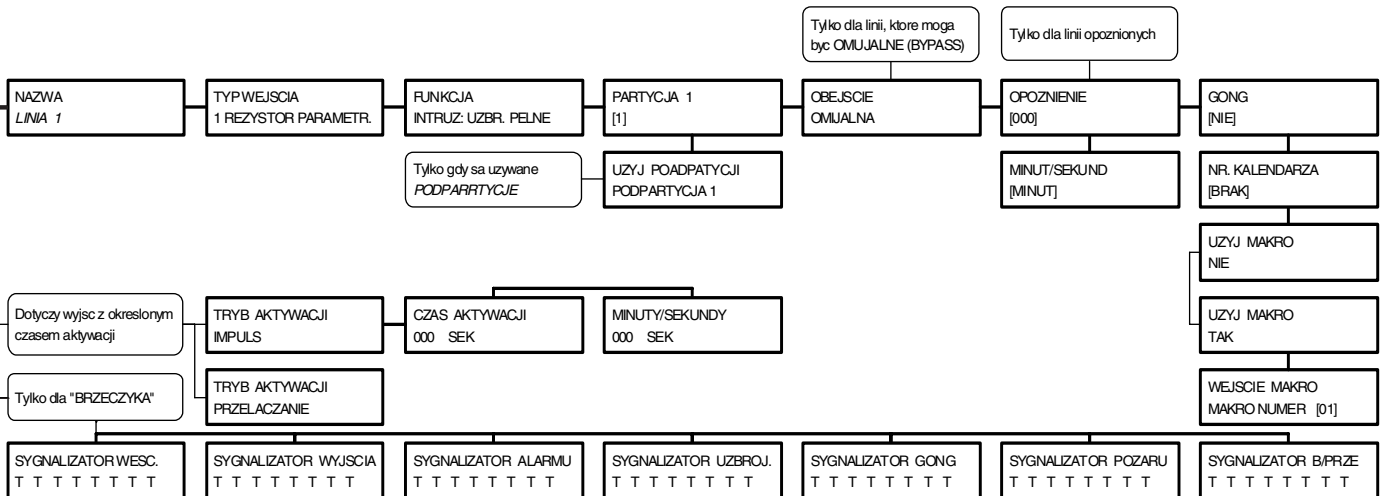 Tylko dla linii, ktore moga
byc OMUJALNE (BYPASS)
Tylko dla linii opoznionych
NAZWA
LINIA 1
TYP WEJSCIA
1 REZYSTOR PARAMETR.
FUNKCJA
INTRUZ: UZBR. PELNE
PARTYCJA 1
[1]
OBEJSCIE
OMIJALNA
OPOZNIENIE
[000]
GONG
[NIE]
Tylko gdy sa uzywane
PODPARRTYCJE
UZYJ POADPATYCJI
PODPARTYCJA 1
MINUT/SEKUND
[MINUT]
NR. KALENDARZA
[BRAK]
UZYJ MAKRO
NIE
Dotyczy wyjsc z okreslonym
czasem aktywacji
TRYB AKTYWACJI
IMPULS
CZAS AKTYWACJI
000 SEK
MINUTY/SEKUNDY
000 SEK
UZYJ MAKRO
TAK
Tylko dla "BRZECZYKA"
TRYB AKTYWACJI
PRZELACZANIE
WEJSCIE MAKRO
MAKRO NUMER [01]
SYGNALIZATOR WESC.
T T T T T T T T
SYGNALIZATOR WYJSCIA
T T T T T T T T
SYGNALIZATOR ALARMU
T T T T T T T T
SYGNALIZATOR UZBROJ.
T T T T T T T T
SYGNALIZATOR GONG
T T T T T T T T
SYGNALIZATOR POZARU
T T T T T T T T
SYGNALIZATOR B/PRZE
T T T T T T T T